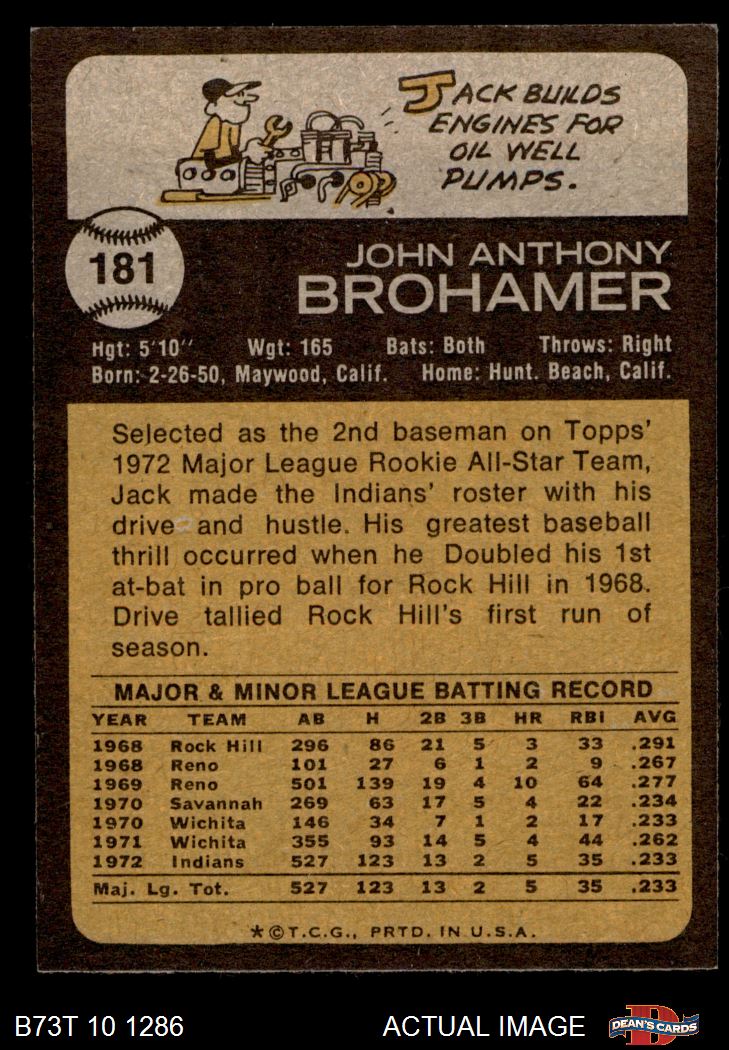 JACK BUILDS
ENGINES FOR
OIL WELL
PUMPS.
181
JOHN ANTHONY
BROHAMER
Hgt: 5'10" Wgt: 165 Bats: Both Throws: Right
Born: 2-26-50, Maywood, Calif. Home: Hunt. Beach, Calif.
Selected as the 2nd baseman on Topps'
1972 Major League Rookie All-Star Team,
Jack made the Indians' roster with his
drive and hustle. His greatest baseball
thrill occurred when he Doubled his 1st
at-bat in pro ball for Rock Hill in 1968.
Drive tallied Rock Hill's first run of
season.
MAJOR & MINOR LEAGUE BATTING RECORD
YEAR TEAM AB H 2B 3B HR RBI AVG
1968 Rock Hill 296 86 21 5 3 33 .291
1968 Reno 101 27 6 1 2 9 .267
1969 Reno 501 139 19 4 10 64 .277
1970 Savannah 269 63 17 5 4 22 .234
1970 Wichita 146 34 7 1 2 17 .233
1971 Wichita 355 93 14 5 4 44 .262
1972 Indians 527 123 13 2 5 35 .233
Maj. Lg. Tot. 527 123 13 2 5 35 .233
*©T.C.G., PRTD. IN U.S.A.
B73T 10 1286 ACTUAL IMAGE D DEAN'S CARDS